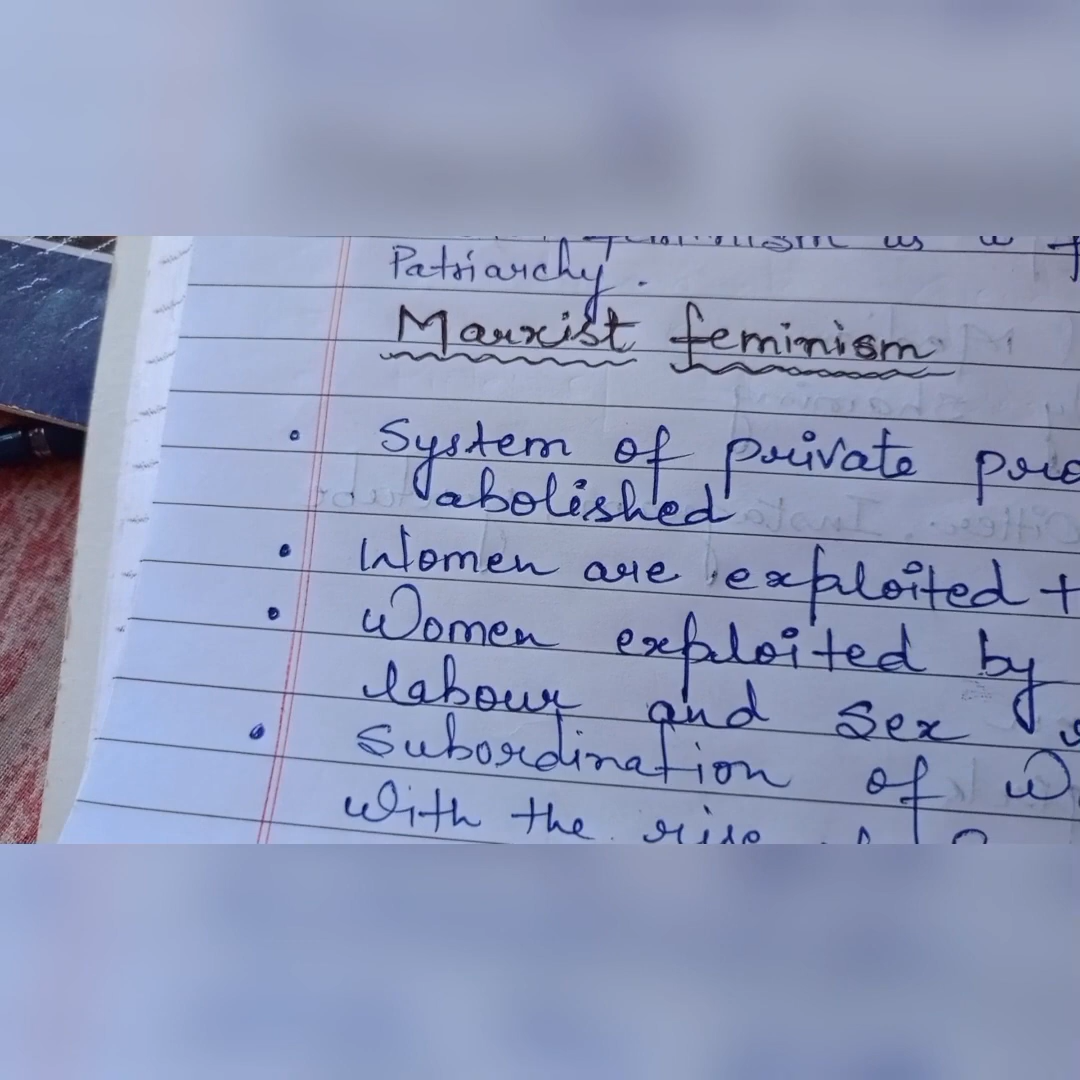 Patriarchy.
Marxist feminism
• System of private
abolished
• Women are exploited
• Women exploited by
labour and sex
• Subordination of
with the rise